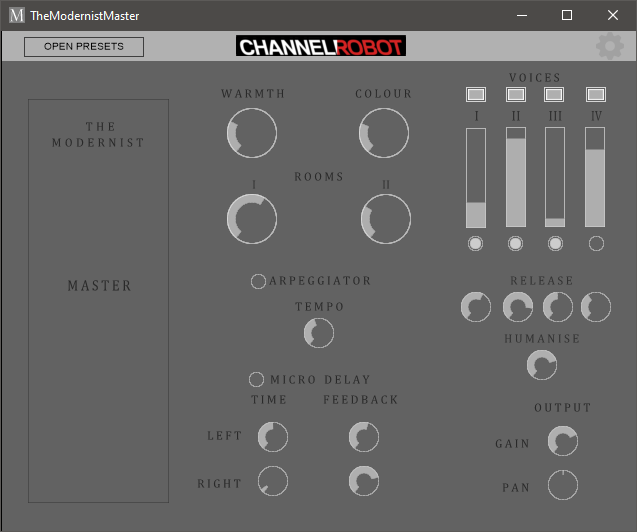 M TheModernistMaster
OPEN PRESETS
CHANNELROBOT
THE
MODERNIST
MASTER
WARMTH
COLOUR
ROOMS
I
II
ARPEGGIATOR
TEMPO
MICRO DELAY
TIME
FEEDBACK
LEFT
RIGHT
VOICES
I
II
III
IV
RELEASE
HUMANISE
OUTPUT
GAIN
PAN